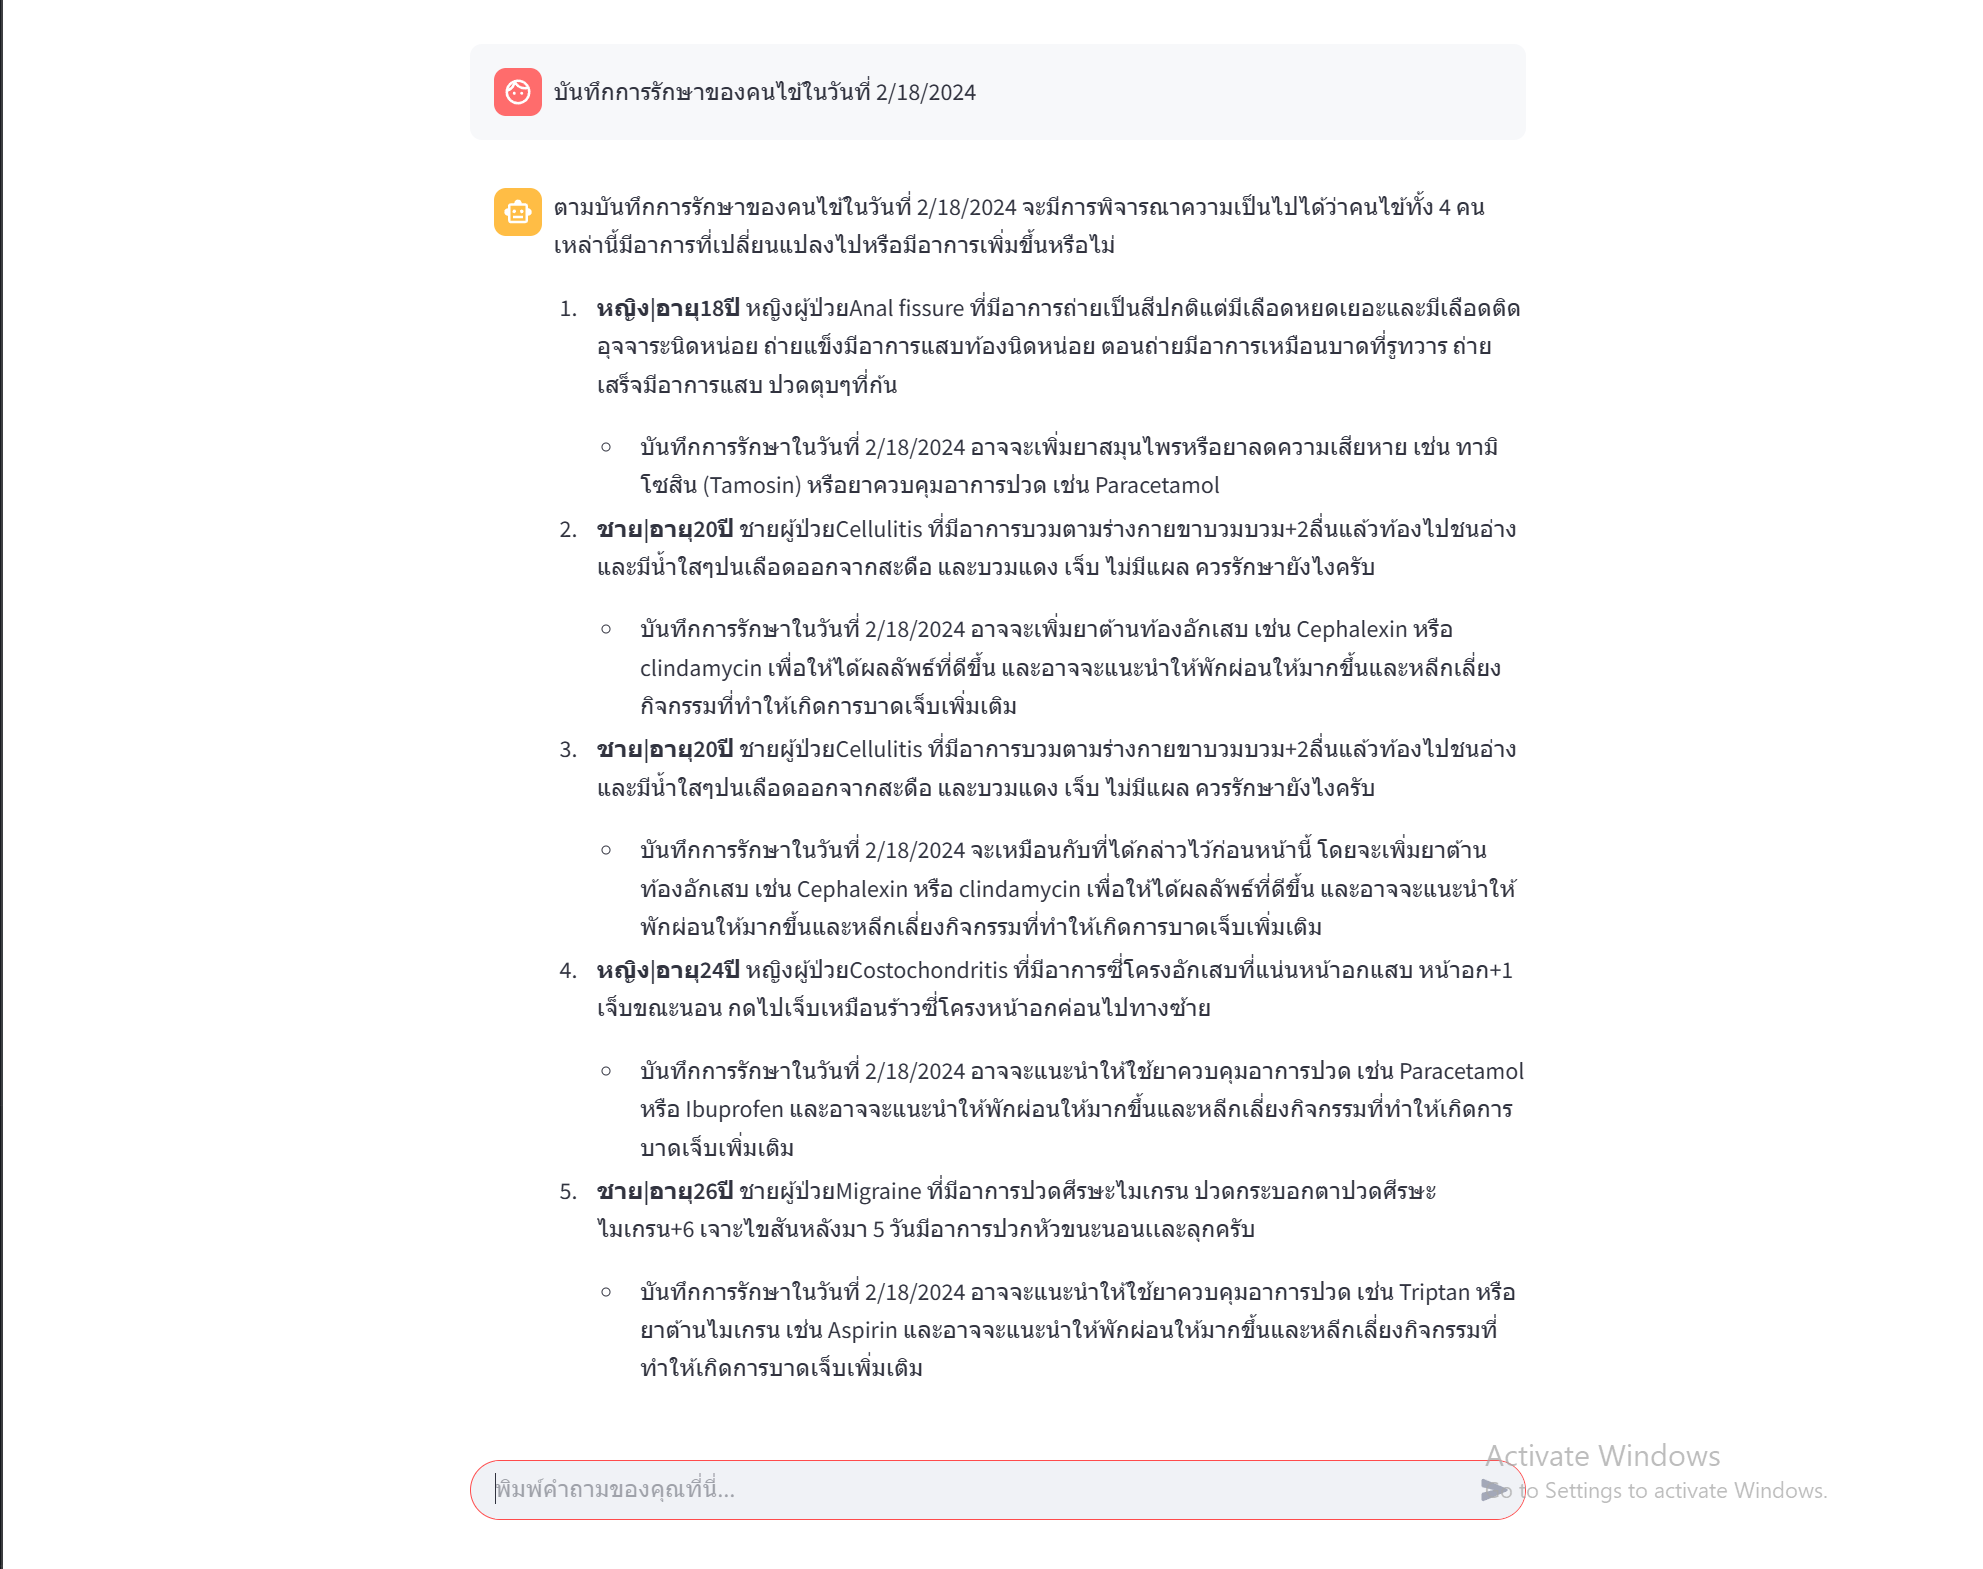 บันทึกการรักษาของคนไข้ในวันที่ 2/18/2024
ตามบันทึกการรักษาของคนไข้ในวันที่ 2/18/2024 จะมีการพิจารณาความเป็นไปได้ว่าคนไข้ทั้ง 4 คน
เหล่านี้มีอาการที่เปลี่ยนแปลงไปหรือมีอาการเพิ่มขึ้นหรือไม่
1. หญิง|อายุ18ปี หญิงผู้ป่วยAnal fissure ที่มีอาการถ่ายเป็นสีปกติแต่มีเลือดหยดเยอะและมีเลือดติด
อุจจาระนิดหน่อย ถ่ายแข็งมีอาการแสบท้องนิดหน่อย ตอนถ่ายมีอาการเหมือนบาดที่รูทวาร ถ่าย
เสร็จมีอาการแสบ ปวดตุบๆที่ก้น
○ บันทึกการรักษาในวันที่ 2/18/2024 อาจจะเพิ่มยาสมุนไพรหรือยาลดความเสียหาย เช่น ทามิ
โซสิน (Tamosin) หรือยาควบคุมอาการปวด เช่น Paracetamol
2. ชาย|อายุ20ปี ชายผู้ป่วยCellulitis ที่มีอาการบวมตามร่างกายขาบวมบวม+2ลื่นแล้วท้องไปชนอ่าง
และมีน้ำใสๆปนเลือดออกจากสะดือ และบวมแดง เจ็บ ไม่มีแผล ควรรักษายังไงครับ
○ บันทึกการรักษาในวันที่ 2/18/2024 อาจจะเพิ่มยาต้านท้องอักเสบ เช่น Cephalexin หรือ
clindamycin เพื่อให้ได้ผลลัพธ์ที่ดีขึ้น และอาจจะแนะนำให้พักผ่อนให้มากขึ้นและหลีกเลี่ยง
กิจกรรมที่ทำให้เกิดการบาดเจ็บเพิ่มเติม
3. ชาย|อายุ20ปี ชายผู้ป่วยCellulitis ที่มีอาการบวมตามร่างกายขาบวมบวม+2ลื่นแล้วท้องไปชนอ่าง
และมีน้ำใสๆปนเลือดออกจากสะดือ และบวมแดง เจ็บ ไม่มีแผล ควรรักษายังไงครับ
○ บันทึกการรักษาในวันที่ 2/18/2024 จะเหมือนกับที่ได้กล่าวไว้ก่อนหน้านี้ โดยจะเพิ่มยาต้าน
ท้องอักเสบ เช่น Cephalexin หรือ clindamycin เพื่อให้ได้ผลลัพธ์ที่ดีขึ้น และอาจจะแนะนำให้
พักผ่อนให้มากขึ้นและหลีกเลี่ยงกิจกรรมที่ทำให้เกิดการบาดเจ็บเพิ่มเติม
4. หญิง|อายุ24ปี หญิงผู้ป่วยCostochondritis ที่มีอาการซี่โครงอักเสบที่แน่นหน้าอกแสบ หน้าอก+1
เจ็บขณะนอน กดไปเจ็บเหมือนร้าวซี่โครงหน้าอกค่อนไปทางซ้าย
○ บันทึกการรักษาในวันที่ 2/18/2024 อาจจะแนะนำให้ใช้ยาควบคุมอาการปวด เช่น Paracetamol
หรือ Ibuprofen และอาจจะแนะนำให้พักผ่อนให้มากขึ้นและหลีกเลี่ยงกิจกรรมที่ทำให้เกิดการ
บาดเจ็บเพิ่มเติม
5. ชาย|อายุ26ปี ชายผู้ป่วยMigraine ที่มีอาการปวดศีรษะไมเกรน ปวดกระบอกตาปวดศีรษะ
ไมเกรน+6 เจาะไขสันหลังมา 5 วันมีอาการปวกหัวขนะนอนเเละลุกครับ
○ บันทึกการรักษาในวันที่ 2/18/2024 อาจจะแนะนำให้ใช้ยาควบคุมอาการปวด เช่น Triptan หรือ
ยาต้านไมเกรน เช่น Aspirin และอาจจะแนะนำให้พักผ่อนให้มากขึ้นและหลีกเลี่ยงกิจกรรมที่
ทำให้เกิดการบาดเจ็บเพิ่มเติม
พิมพ์คำถามของคุณที่นี่...
Activate Windows
Go to Settings to activate Windows.